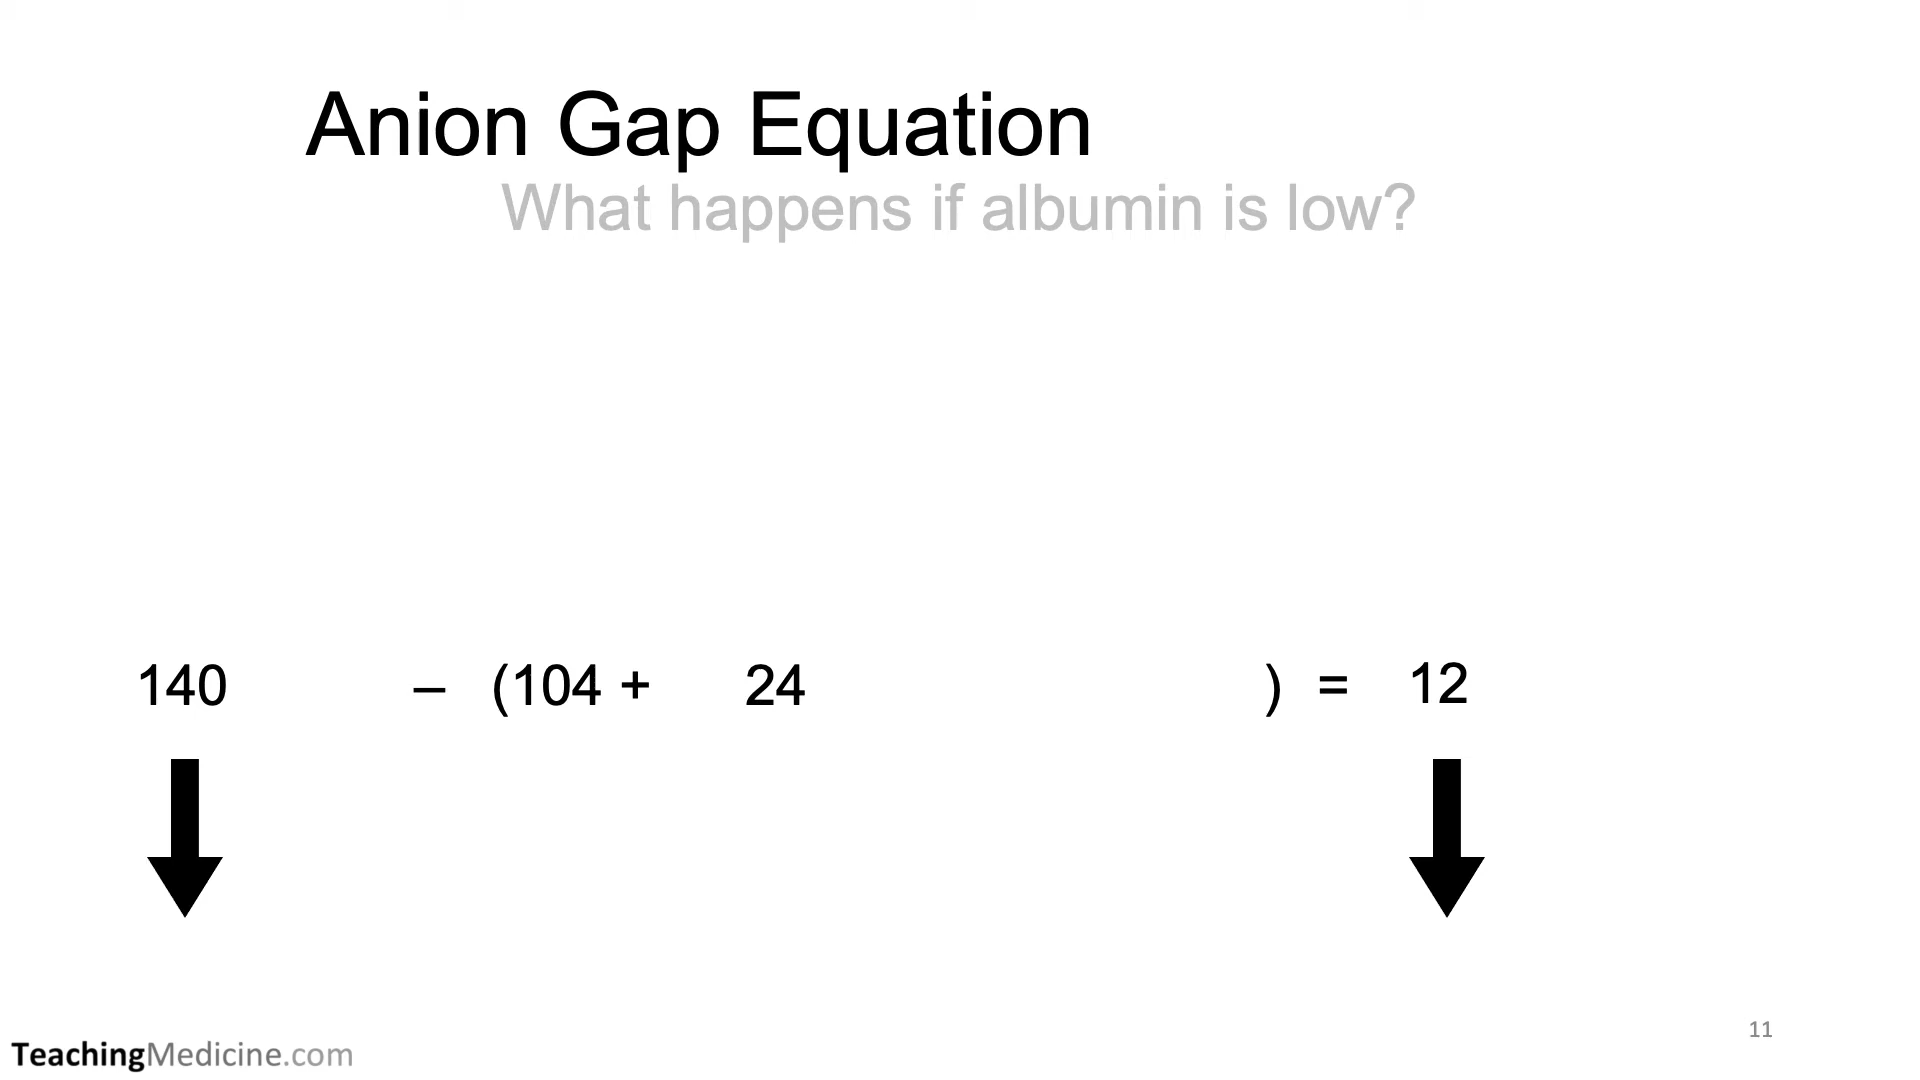 Anion Gap Equation
What happens if albumin is low?
140 – (104 + 24 ) = 12
11
TeachingMedicine.com